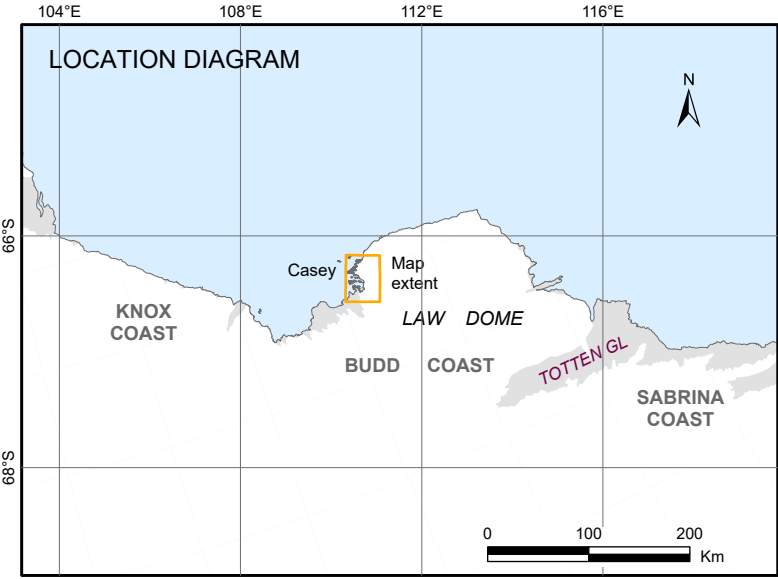 104°E 108°E 112°E 116°E
LOCATION DIAGRAM
N
66°S
Casey
Map
extent
KNOX
COAST
LAW DOME
BUDD COAST
TOTTEN GL
SABRINA
COAST
68°S
0 100 200
Km